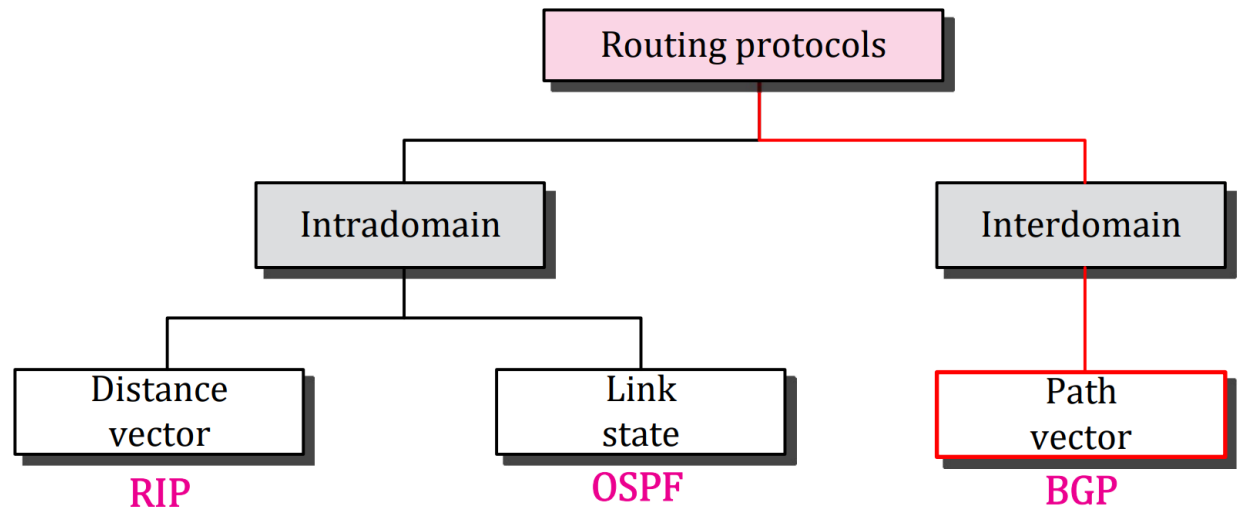 Routing protocols
Intradomain
Interdomain
Distance
vector
Link
state
Path
vector
RIP
OSPF
BGP